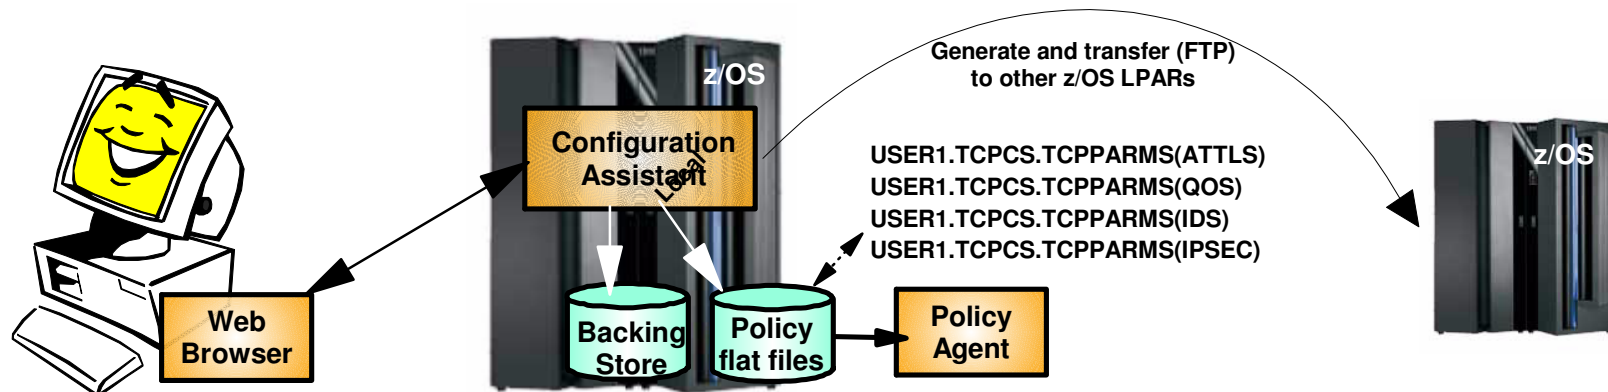 z/OS
Generate and transfer (FTP)
to other z/OS LPARs
Configuration
Assistant
Local
USER1.TCPCS.TCPPARMS(ATTLS)
USER1.TCPCS.TCPPARMS(QOS)
USER1.TCPCS.TCPPARMS(IDS)
USER1.TCPCS.TCPPARMS(IPSEC)
z/OS
Web
Browser
Backing
Store
Policy
flat files
Policy
Agent